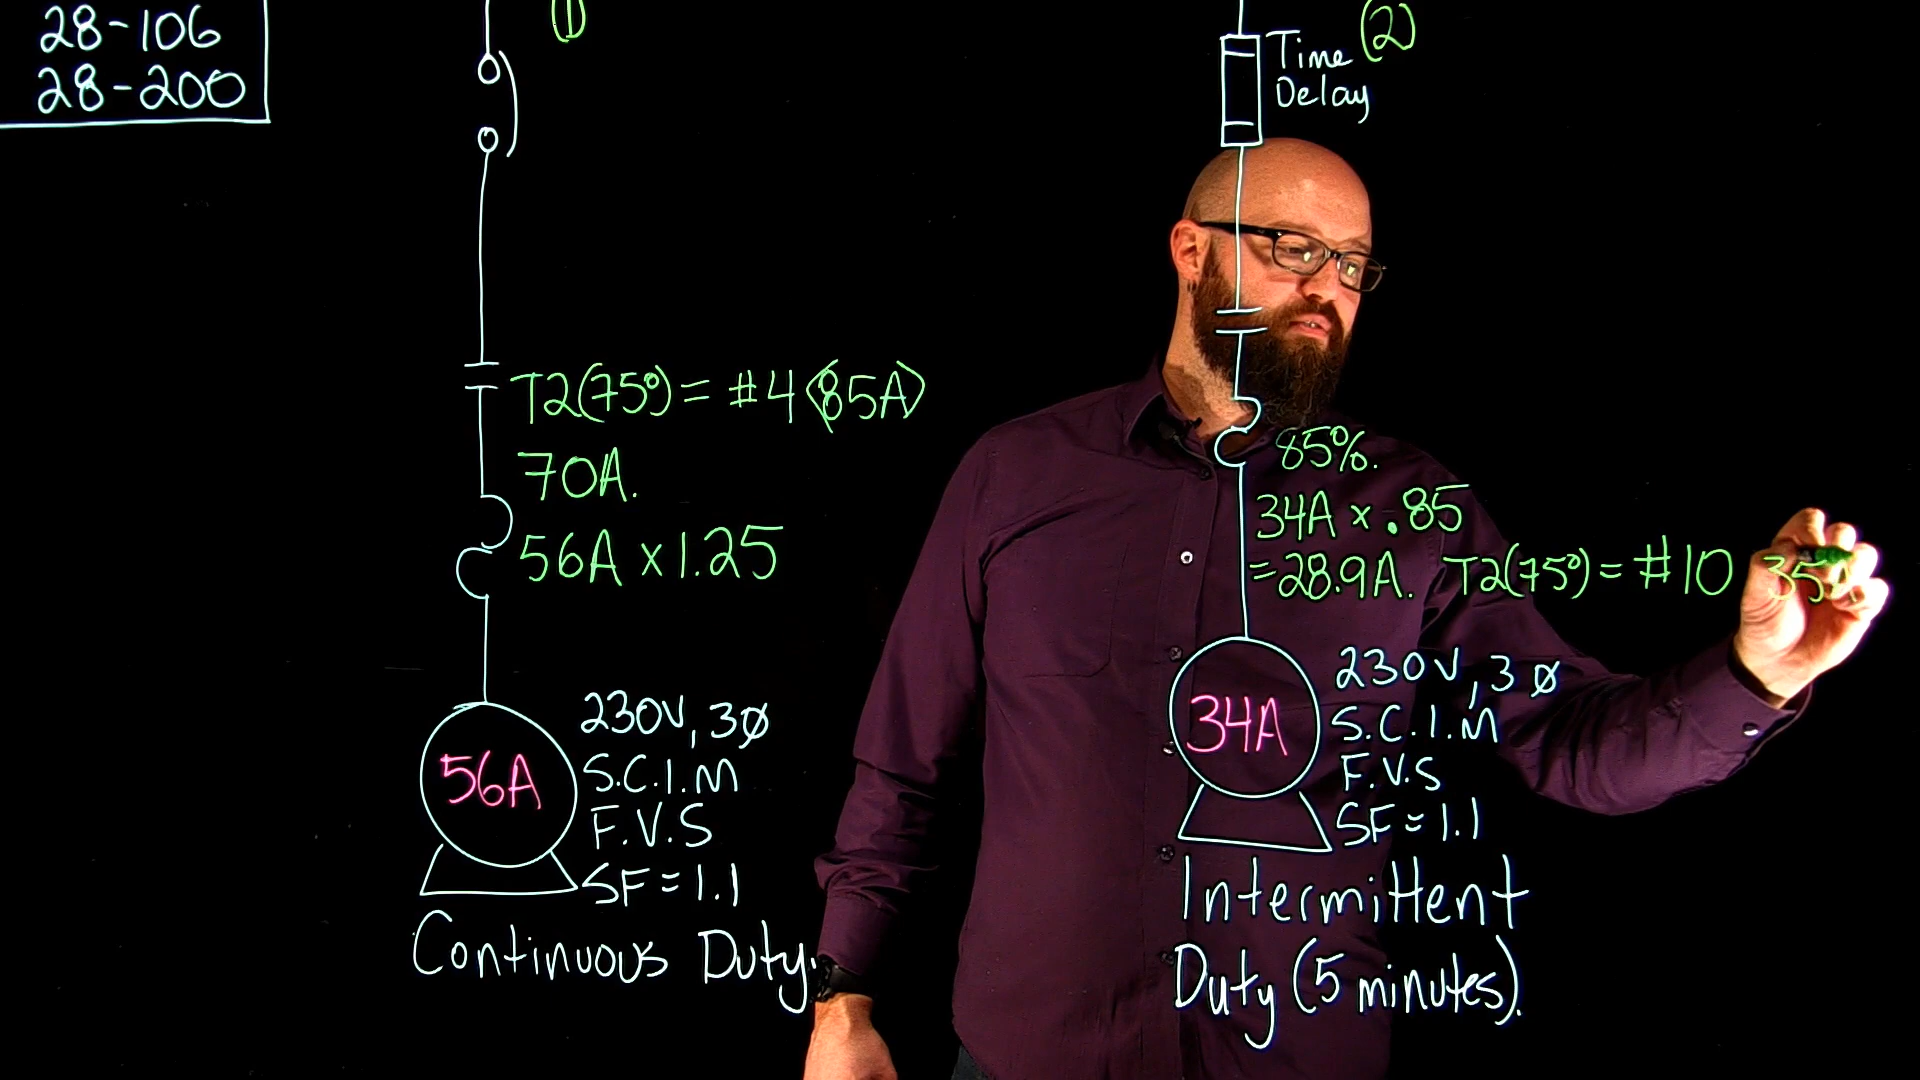 28-106
28-200
(1)
T2(75°) = #4 <85A>
70A.
56A x 1.25
56A
230V, 3Ø
S.C.I.M
F.V.S
SF = 1.1
Continuous Duty.
(2)
Time
Delay
85%.
34A x .85
=28.9A. T2(75°) = #10 35A
34A
230V, 3Ø
S.C.I.M
F.V.S
SF = 1.1
Intermittent
Duty (5 minutes).